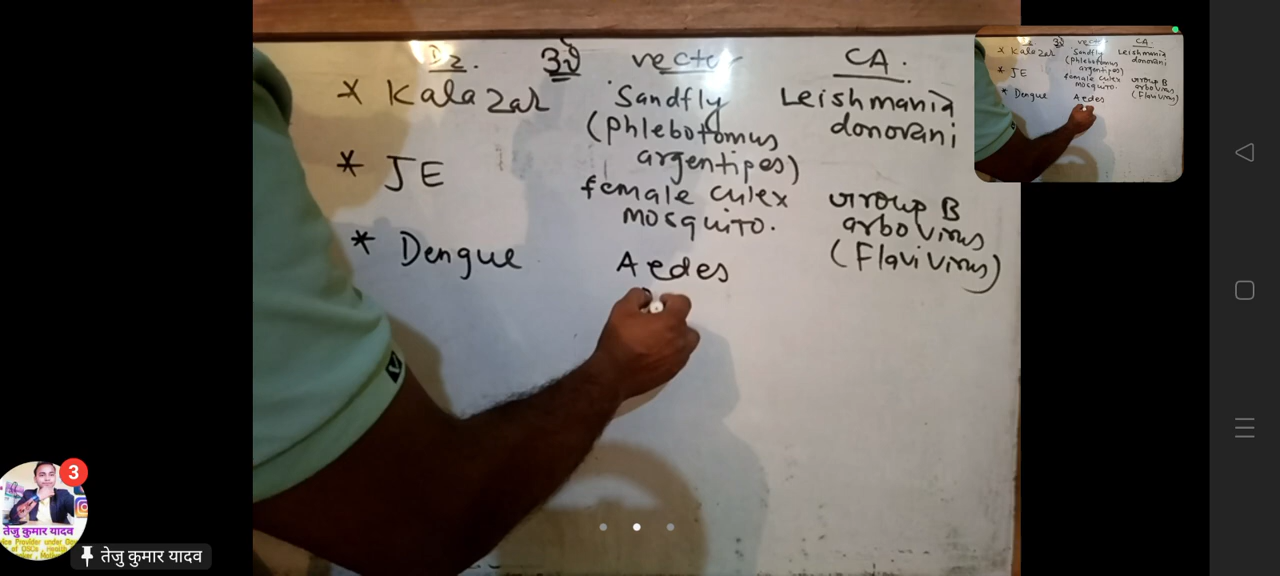 Dz. 3) vector CA.
* Kalazar Sandfly Leishmania
(Phlebotomus donovani
argentipes)
* JE female culex Group B
mosquito. arbovirus
* Dengue Aedes (Flavivirus)
3
तेजु कुमार यादव
तेजु कुमार यादव